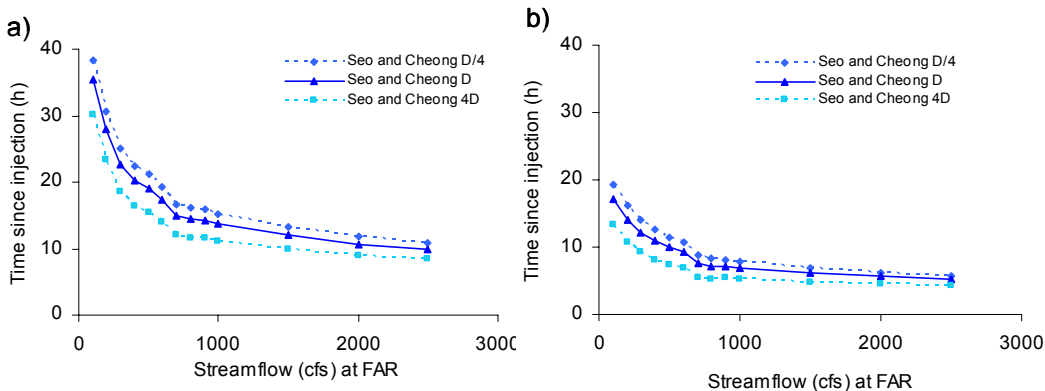 a)
40
30
20
10
0
Time since injection (h)
Seo and Cheong D/4
Seo and Cheong D
Seo and Cheong 4D
0 1000 2000 3000
Streamflow (cfs) at FAR
b)
40
30
20
10
0
Time since injection (h)
Seo and Cheong D/4
Seo and Cheong D
Seo and Cheong 4D
0 1000 2000 3000
Streamflow (cfs) at FAR